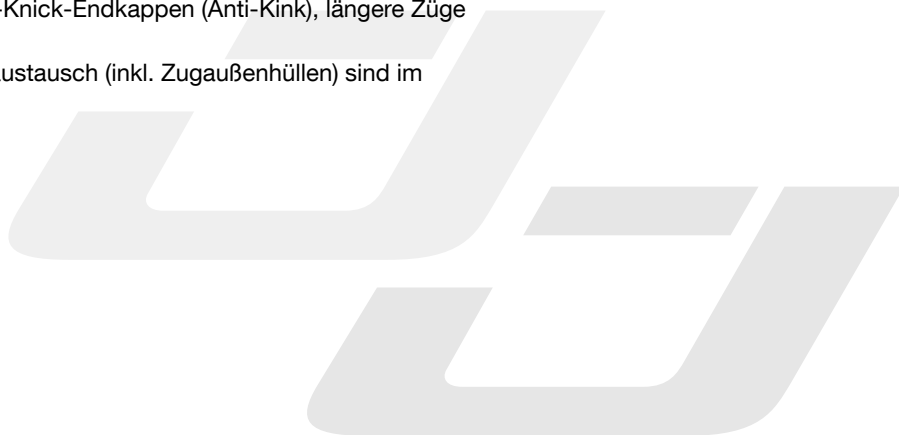 -Knick-Endkappen (Anti-Kink), längere Züge
ustausch (inkl. Zugaußenhüllen) sind im